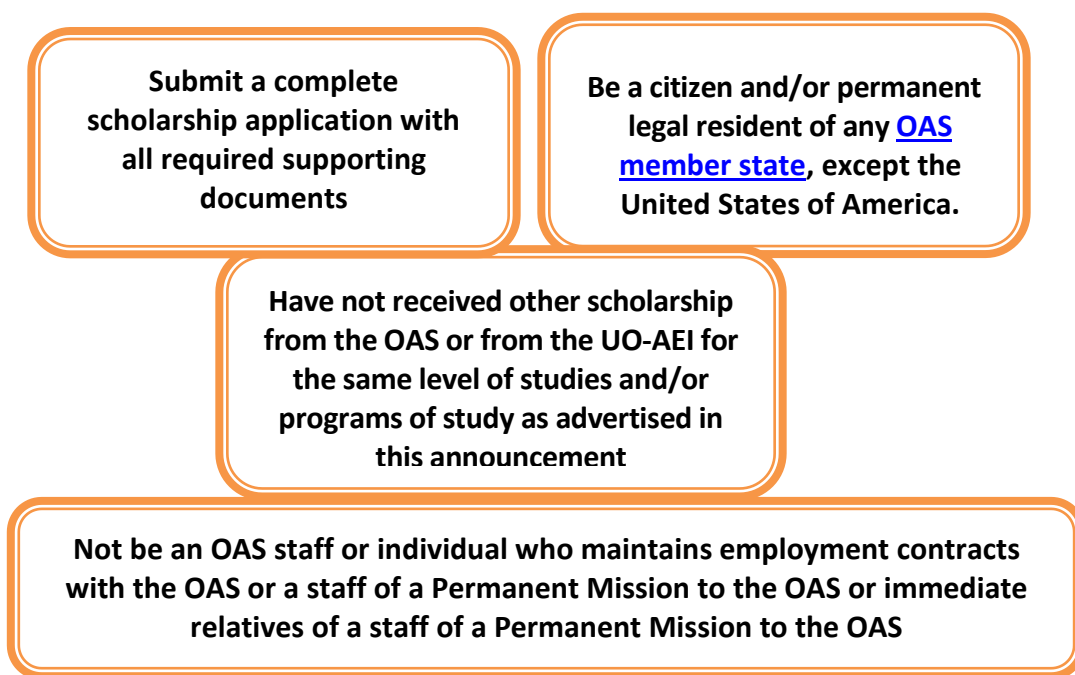 Submit a complete
scholarship application with
all required supporting
documents
Be a citizen and/or permanent
legal resident of any OAS
member state, except the
United States of America.
Have not received other scholarship
from the OAS or from the UO-AEI for
the same level of studies and/or
programs of study as advertised in
this announcement
Not be an OAS staff or individual who maintains employment contracts
with the OAS or a staff of a Permanent Mission to the OAS or immediate
relatives of a staff of a Permanent Mission to the OAS